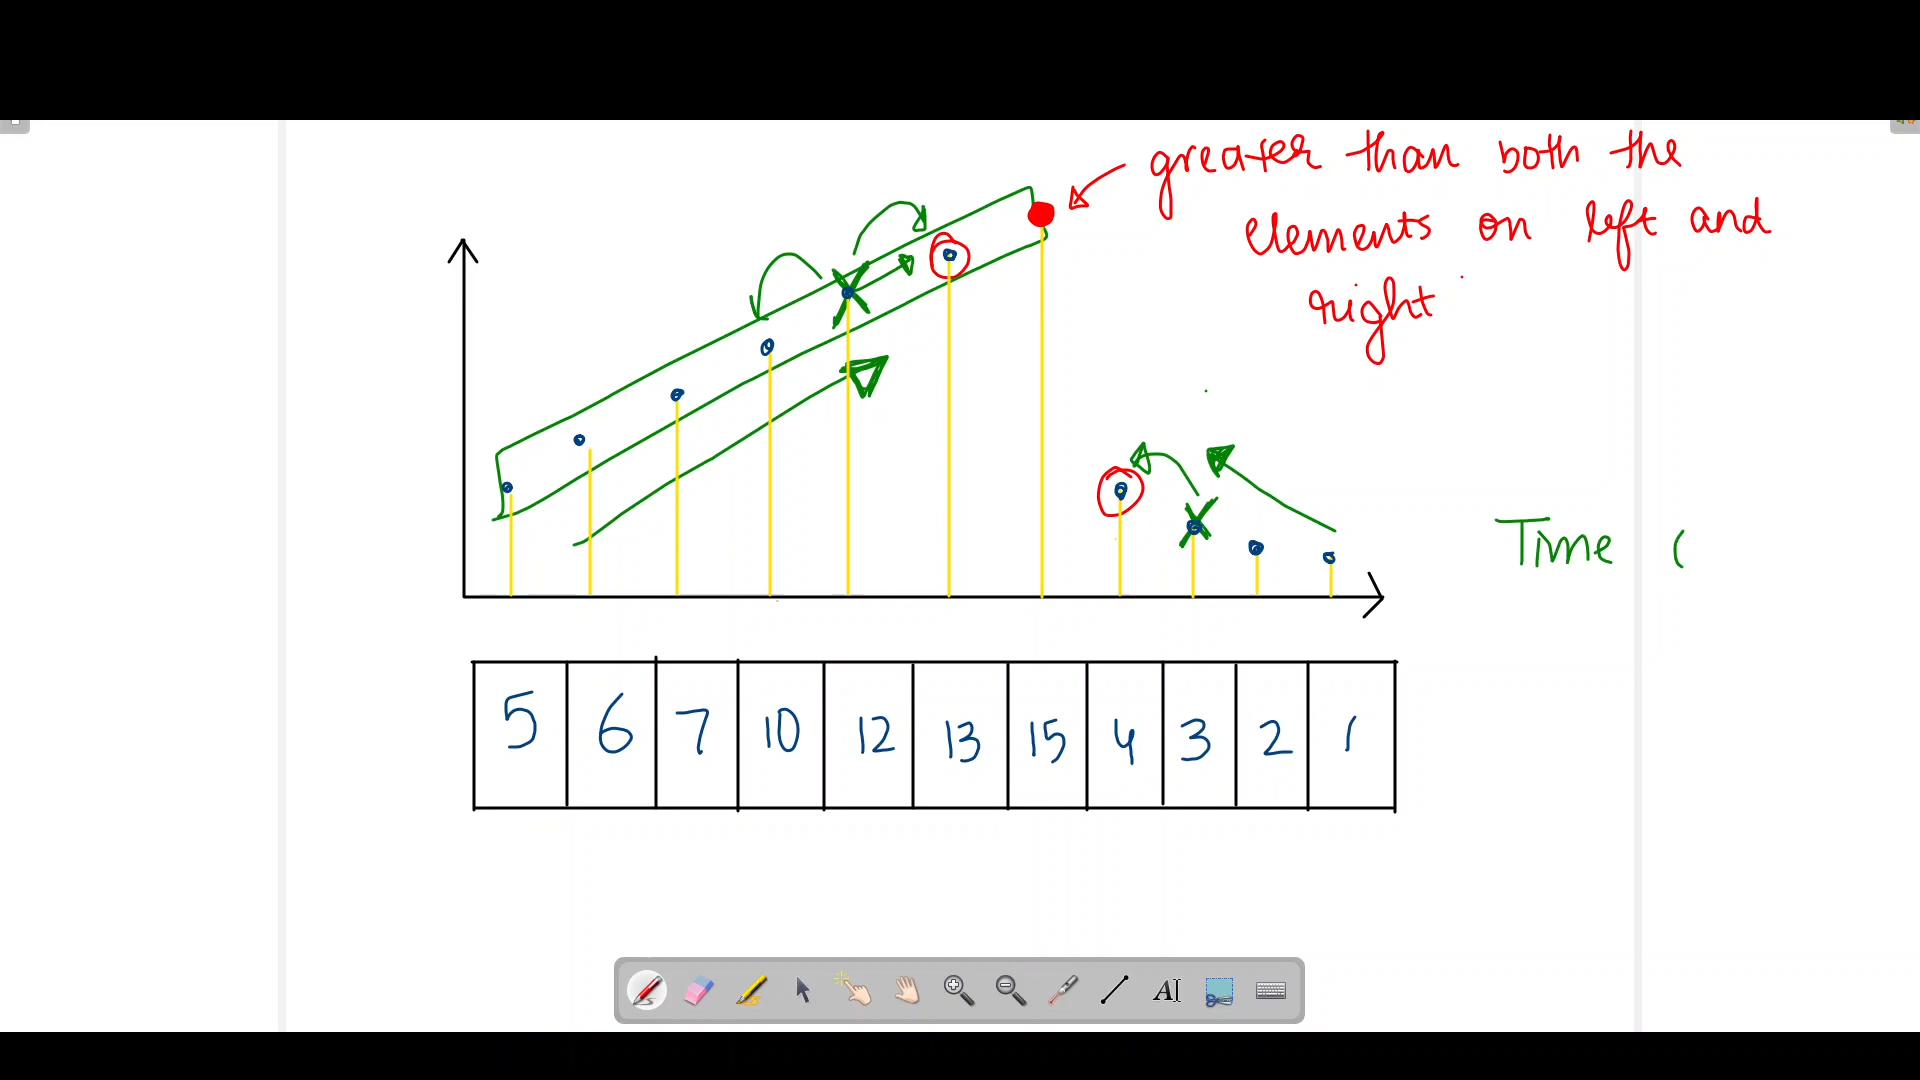 greater than both the
elements on left and
right
Time (
5 6 7 10 12 13 15 4 3 2 1